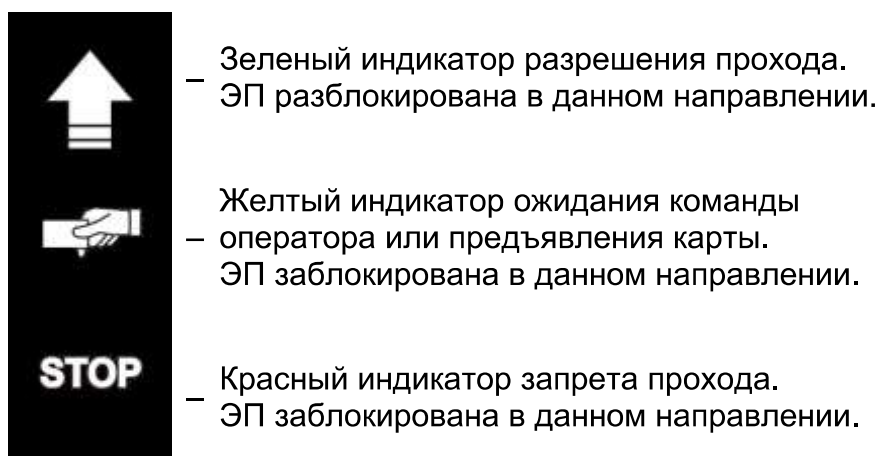 – Зеленый индикатор разрешения прохода.
ЭП разблокирована в данном направлении.
Желтый индикатор ожидания команды
– оператора или предъявления карты.
ЭП заблокирована в данном направлении.
STOP
– Красный индикатор запрета прохода.
ЭП заблокирована в данном направлении.